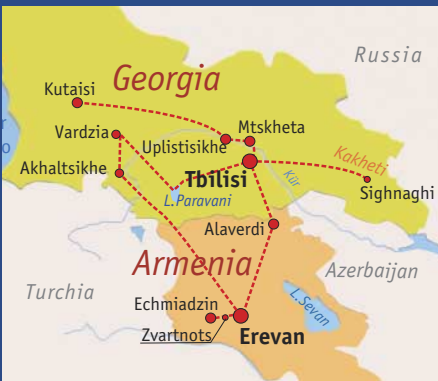 Russia
Georgia
Kutaisi
Vardzia
Mtskheta
Uplistisikhe
Kakheti
Akhaltsikhe
Tbilisi
Kür
Sighnaghi
L.Paravani
Alaverdi
Armenia
Azerbaijan
Turchia
L.Sevan
Echmiadzin
Zvartnots
Erevan